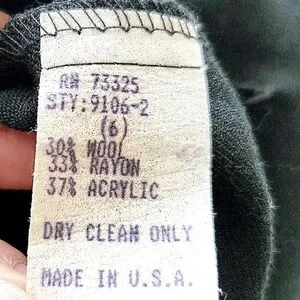 RN 73325
STY:9106-2
(6)
30% WOOL
33% RAYON
37% ACRYLIC
DRY CLEAN ONLY
MADE IN U.S.A.